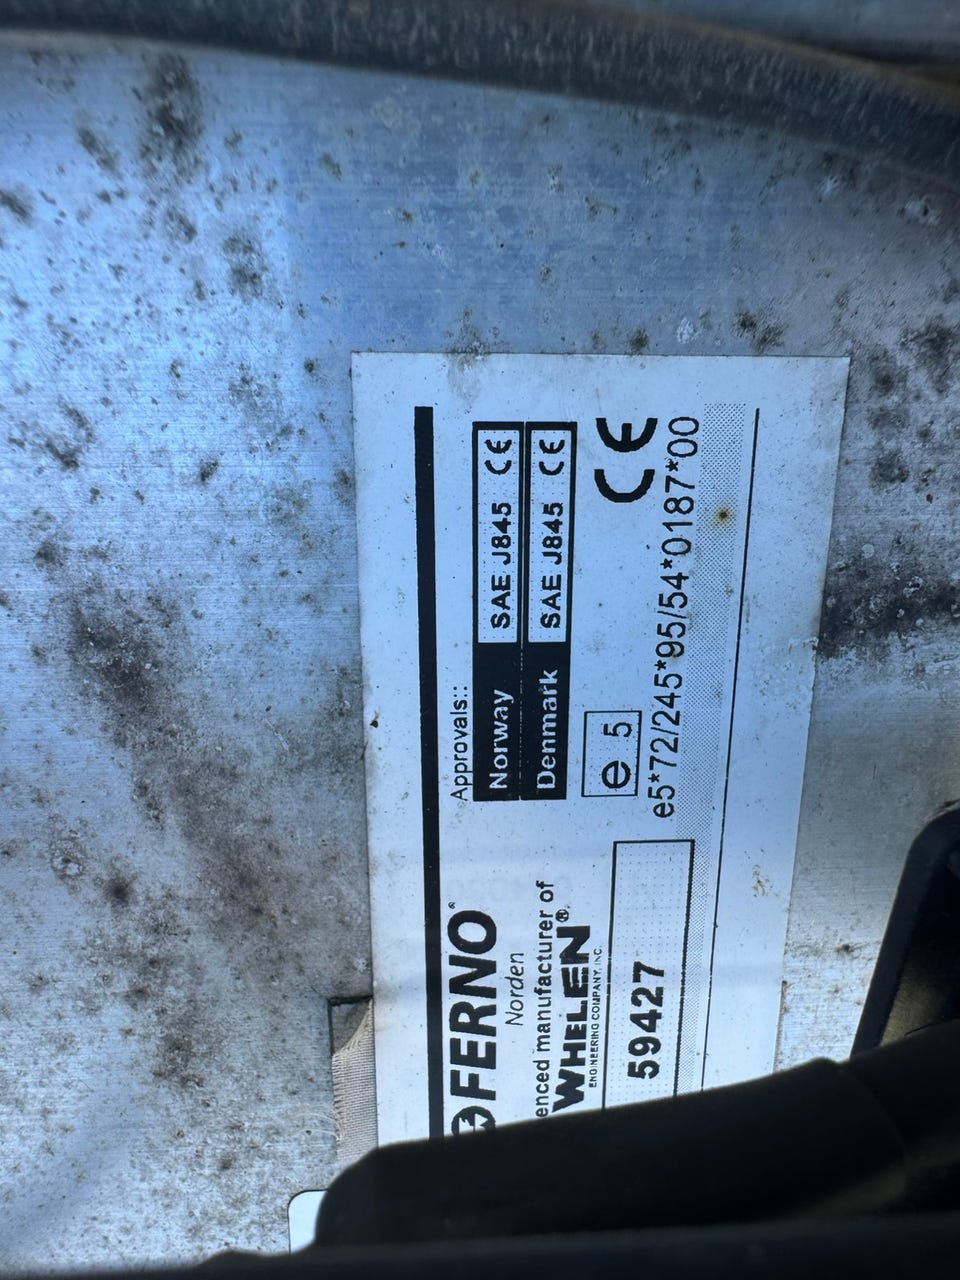 FERNO®
Norden
enced manufacturer of
WHELEN®
ENGINEERING COMPANY, INC.
59427
Approvals::
Norway SAE J845 CE
Denmark SAE J845 CE
e 5 CE
e5*72/245*95/54*0187*00